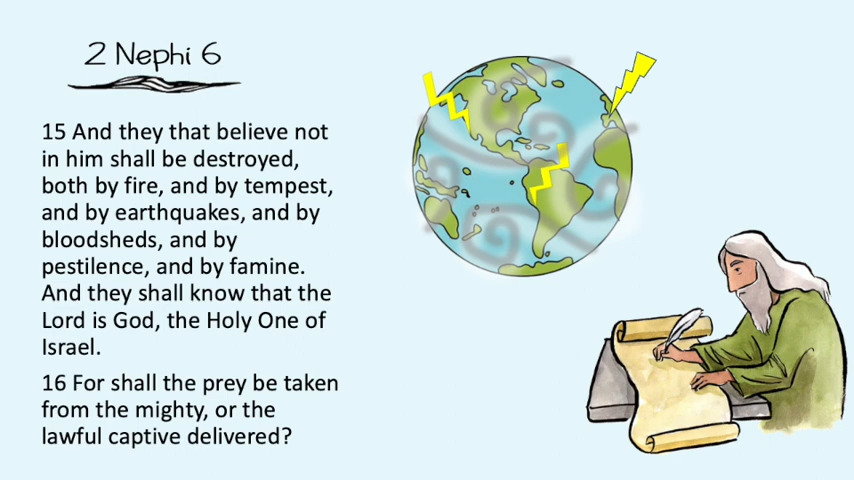 2 Nephi 6
15 And they that believe not
in him shall be destroyed,
both by fire, and by tempest,
and by earthquakes, and by
bloodsheds, and by
pestilence, and by famine.
And they shall know that the
Lord is God, the Holy One of
Israel.
16 For shall the prey be taken
from the mighty, or the
lawful captive delivered?